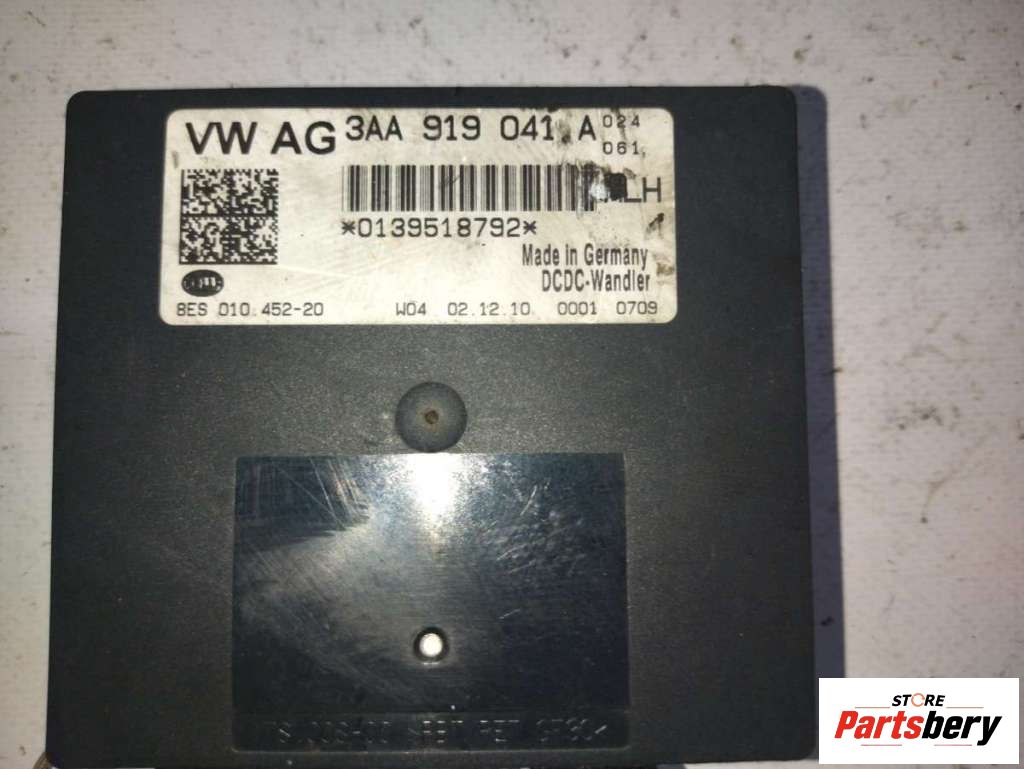 VW AG 3AA 919 041 A 024
061
LH
*0139518792* 1
Made in Germany
DCDC-Wandler
8ES 010.452-20 W04 02.12.10 0001 0709
STORE
Partsbery